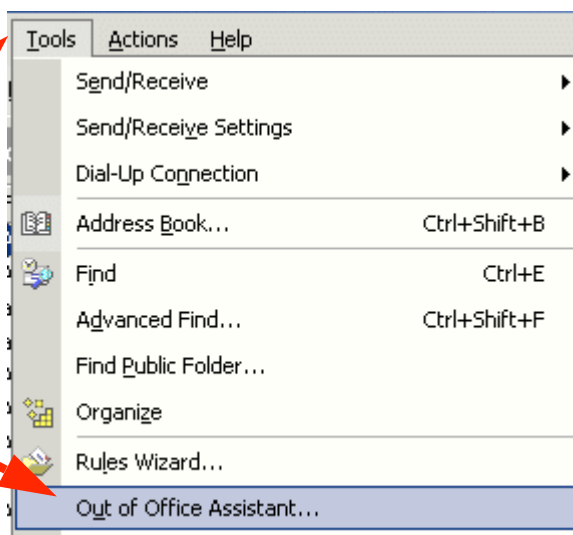 Tools Actions Help
Send/Receive
Send/Receive Settings
Dial-Up Connection
Address Book... Ctrl+Shift+B
Find Ctrl+E
Advanced Find... Ctrl+Shift+F
Find Public Folder...
Organize
Rules Wizard...
Out of Office Assistant...